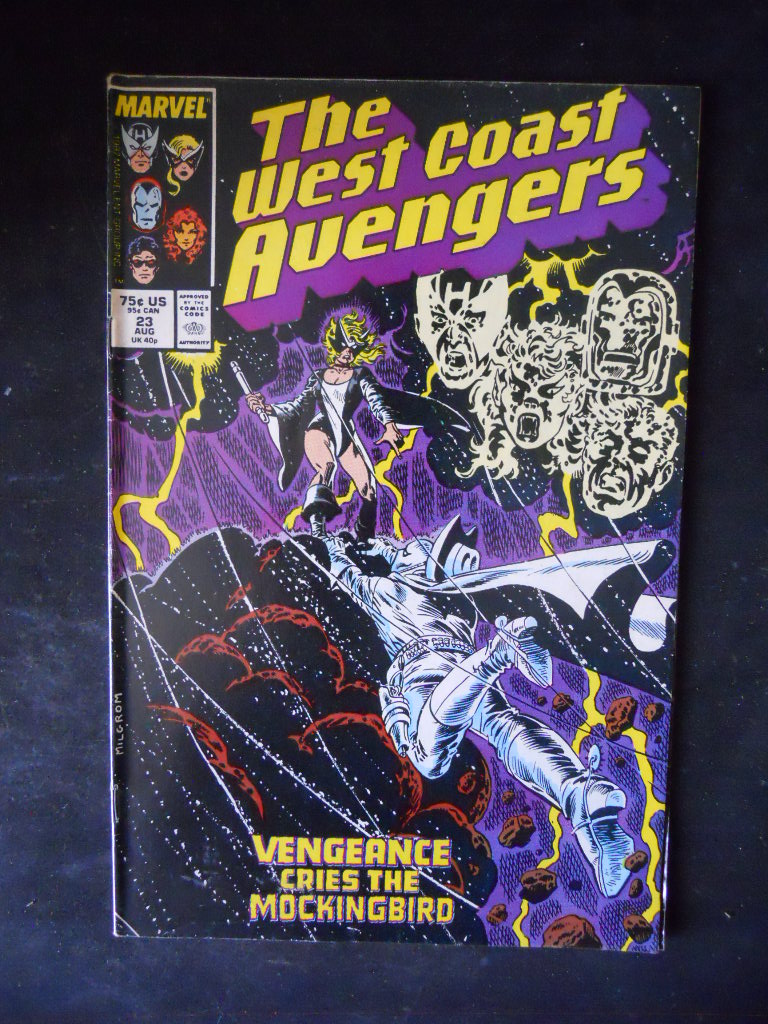 MARVEL
The
West Coast
Avengers
75¢ US
95¢ CAN
23
AUG
UK 40p
APPROVED
BY THE
COMICS
CODE
AUTHORITY
MILGROM
VENGEANCE
CRIES THE
MOCKINGBIRD